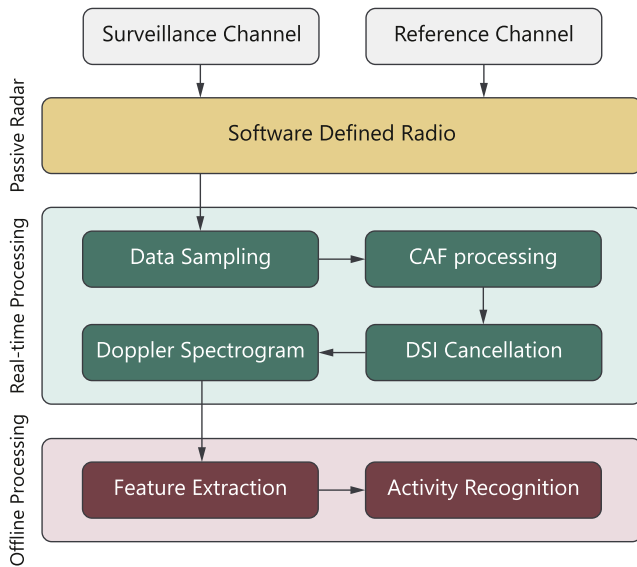 Surveillance Channel
Reference Channel
Passive Radar
Software Defined Radio
Real-time Processing
Data Sampling
CAF processing
Doppler Spectrogram
DSI Cancellation
Offline Processing
Feature Extraction
Activity Recognition